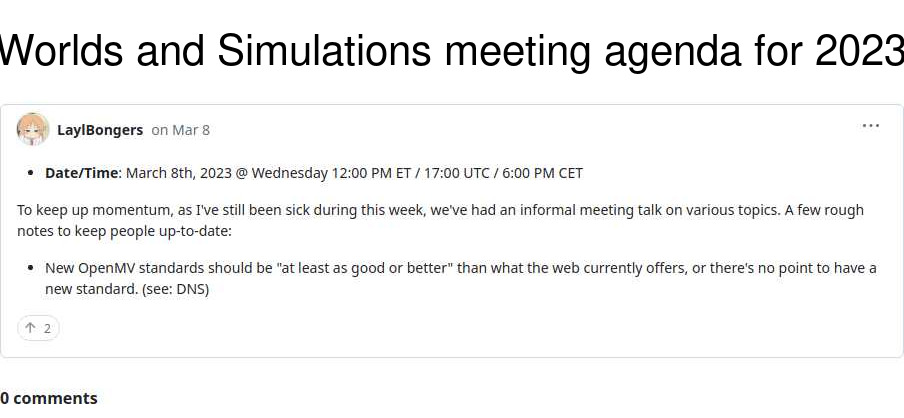 Worlds and Simulations meeting agenda for 2023
LaylBongers on Mar 8
• Date/Time: March 8th, 2023 @ Wednesday 12:00 PM ET / 17:00 UTC / 6:00 PM CET
To keep up momentum, as I've still been sick during this week, we've had an informal meeting talk on various topics. A few rough
notes to keep people up-to-date:
• New OpenMV standards should be "at least as good or better" than what the web currently offers, or there's no point to have a
new standard. (see: DNS)
↑ 2
0 comments